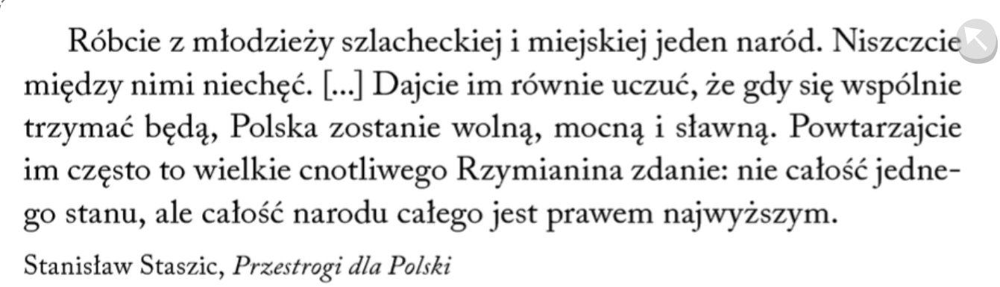 Róbcie z młodzieży szlacheckiej i miejskiej jeden naród. Niszczcie
między nimi niechęć. [...] Dajcie im równie uczuć, że gdy się wspólnie
trzymać będą, Polska zostanie wolną, mocną i sławną. Powtarzajcie
im często to wielkie cnotliwego Rzymianina zdanie: nie całość jedne-
go stanu, ale całość narodu całego jest prawem najwyższym.
Stanisław Staszic, Przestrogi dla Polski